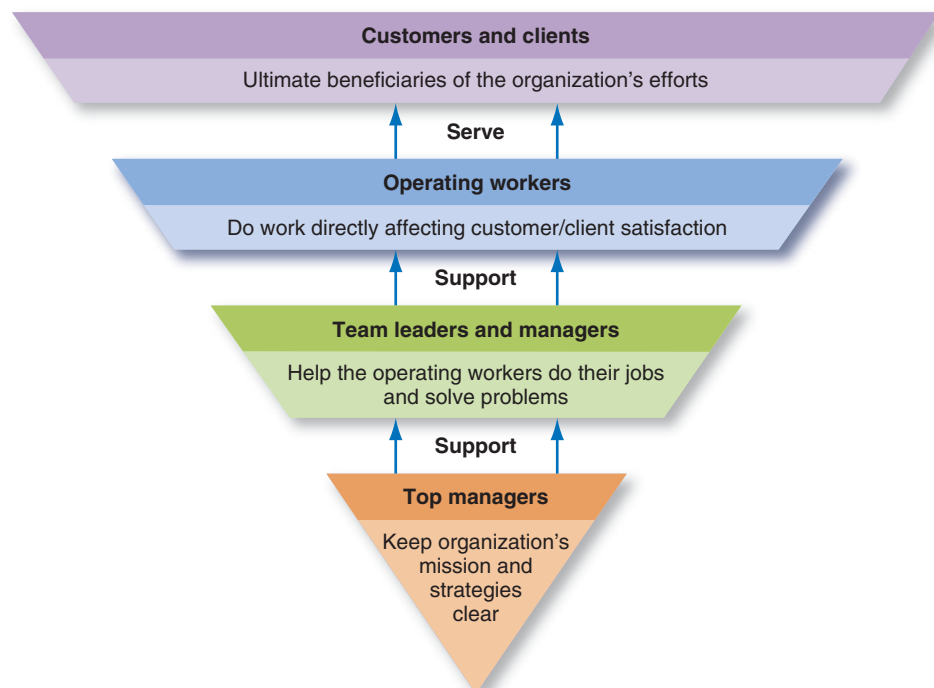 Customers and clients
Ultimate beneficiaries of the organization’s efforts
Serve
Operating workers
Do work directly affecting customer/client satisfaction
Support
Team leaders and managers
Help the operating workers do their jobs
and solve problems
Support
Top managers
Keep organization’s
mission and
strategies
clear